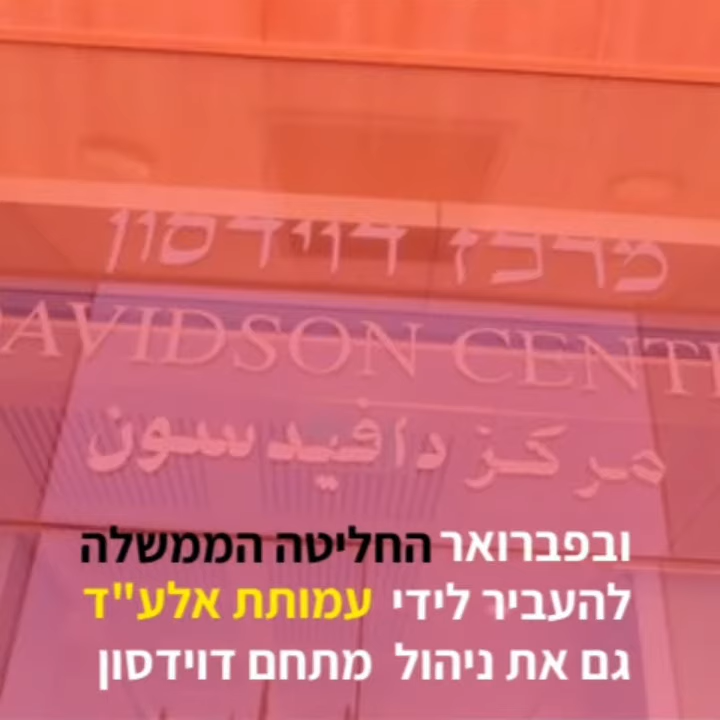 מרכז דוידסון
DAVIDSON CENT
مركز دافيدسون
ובפברואר החליטה הממשלה
להעביר לידי עמותת אלע"ד
גם את ניהול מתחם דוידסון